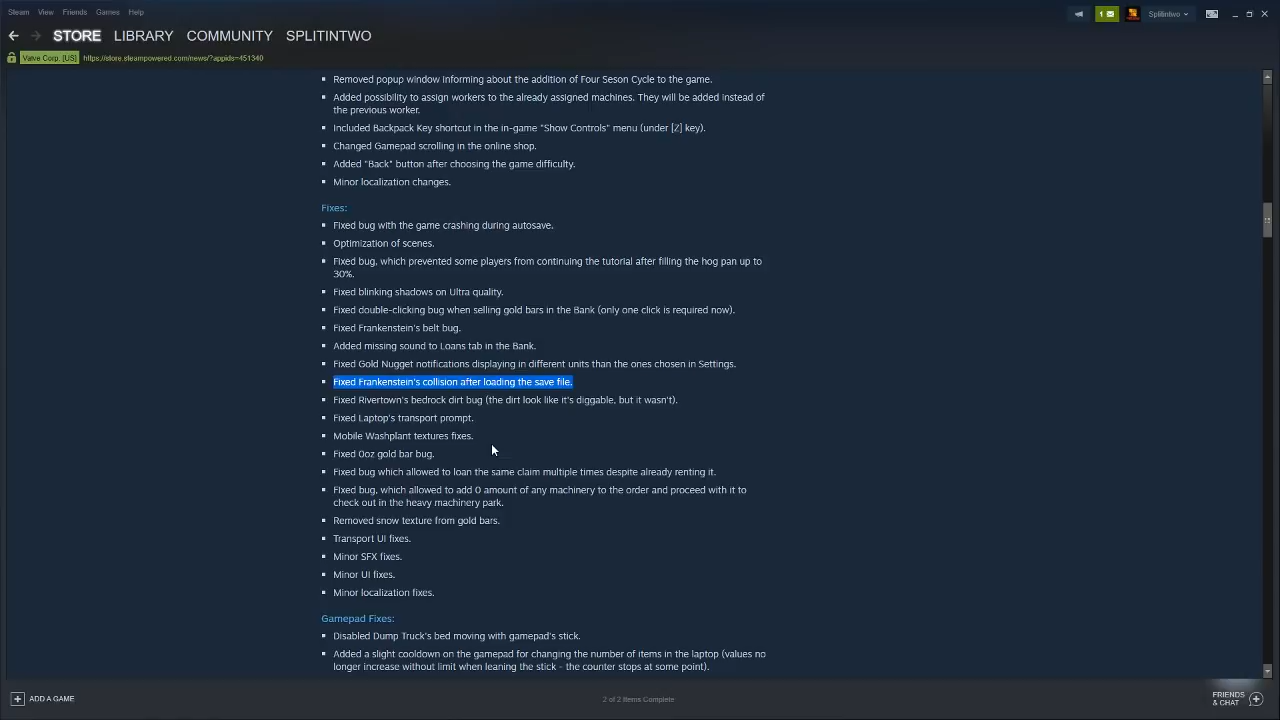 Steam View Friends Games Help
1
Splitintwo
STORE LIBRARY COMMUNITY SPLITINTWO
Valve Corp. [US] https://store.steampowered.com/news/?appids=451340
Removed popup window informing about the addition of Four Seson Cycle to the game.
Added possibility to assign workers to the already assigned machines. They will be added instead of
the previous worker.
Included Backpack Key shortcut in the in-game "Show Controls" menu (under [Z] key).
Changed Gamepad scrolling in the online shop.
Added "Back" button after choosing the game difficulty.
Minor localization changes.
Fixes:
Fixed bug with the game crashing during autosave.
Optimization of scenes.
Fixed bug, which prevented some players from continuing the tutorial after filling the hog pan up to
30%.
Fixed blinking shadows on Ultra quality.
Fixed double-clicking bug when selling gold bars in the Bank (only one click is required now).
Fixed Frankenstein's belt bug.
Added missing sound to Loans tab in the Bank.
Fixed Gold Nugget notifications displaying in different units than the ones chosen in Settings.
Fixed Frankenstein's collision after loading the save file.
Fixed Rivertown's bedrock dirt bug (the dirt look like it's diggable, but it wasn't).
Fixed Laptop's transport prompt.
Mobile Washplant textures fixes.
Fixed 0oz gold bar bug.
Fixed bug which allowed to loan the same claim multiple times despite already renting it.
Fixed bug, which allowed to add 0 amount of any machinery to the order and proceed with it to
check out in the heavy machinery park.
Removed snow texture from gold bars.
Transport UI fixes.
Minor SFX fixes.
Minor UI fixes.
Minor localization fixes.
Gamepad Fixes:
Disabled Dump Truck's bed moving with gamepad's stick.
Added a slight cooldown on the gamepad for changing the number of items in the laptop (values no
longer increase without limit when leaning the stick - the counter stops at some point).
ADD A GAME
2 of 2 Items Complete
FRIENDS
& CHAT